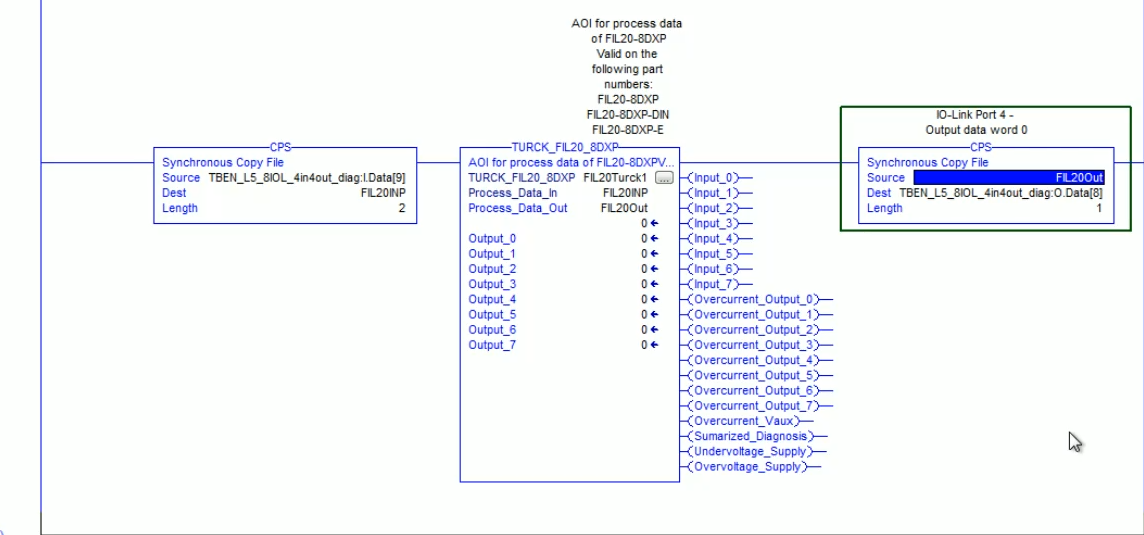 AOI for process data
of FIL20-8DXP
Valid on the
following part
numbers:
FIL20-8DXP
FIL20-8DXP-DIN
FIL20-8DXP-E
CPS
Synchronous Copy File
Source TBEN_L5_8IOL_4in4out_diag:I.Data[9]
Dest FIL20INP
Length 2
TURCK_FIL20_8DXP
AOI for process data of FIL20-8DXPV...
TURCK_FIL20_8DXP FIL20Turck1 ...
Process_Data_In FIL20INP
Process_Data_Out FIL20Out
0
Output_0 0
Output_1 0
Output_2 0
Output_3 0
Output_4 0
Output_5 0
Output_6 0
Output_7 0
Input_0
Input_1
Input_2
Input_3
Input_4
Input_5
Input_6
Input_7
Overcurrent_Output_0
Overcurrent_Output_1
Overcurrent_Output_2
Overcurrent_Output_3
Overcurrent_Output_4
Overcurrent_Output_5
Overcurrent_Output_6
Overcurrent_Output_7
Overcurrent_Vaux
Sumarized_Diagnosis
Undervoltage_Supply
Overvoltage_Supply
IO-Link Port 4 -
Output data word 0
CPS
Synchronous Copy File
Source FIL20Out
Dest TBEN_L5_8IOL_4in4out_diag:O.Data[8]
Length 1